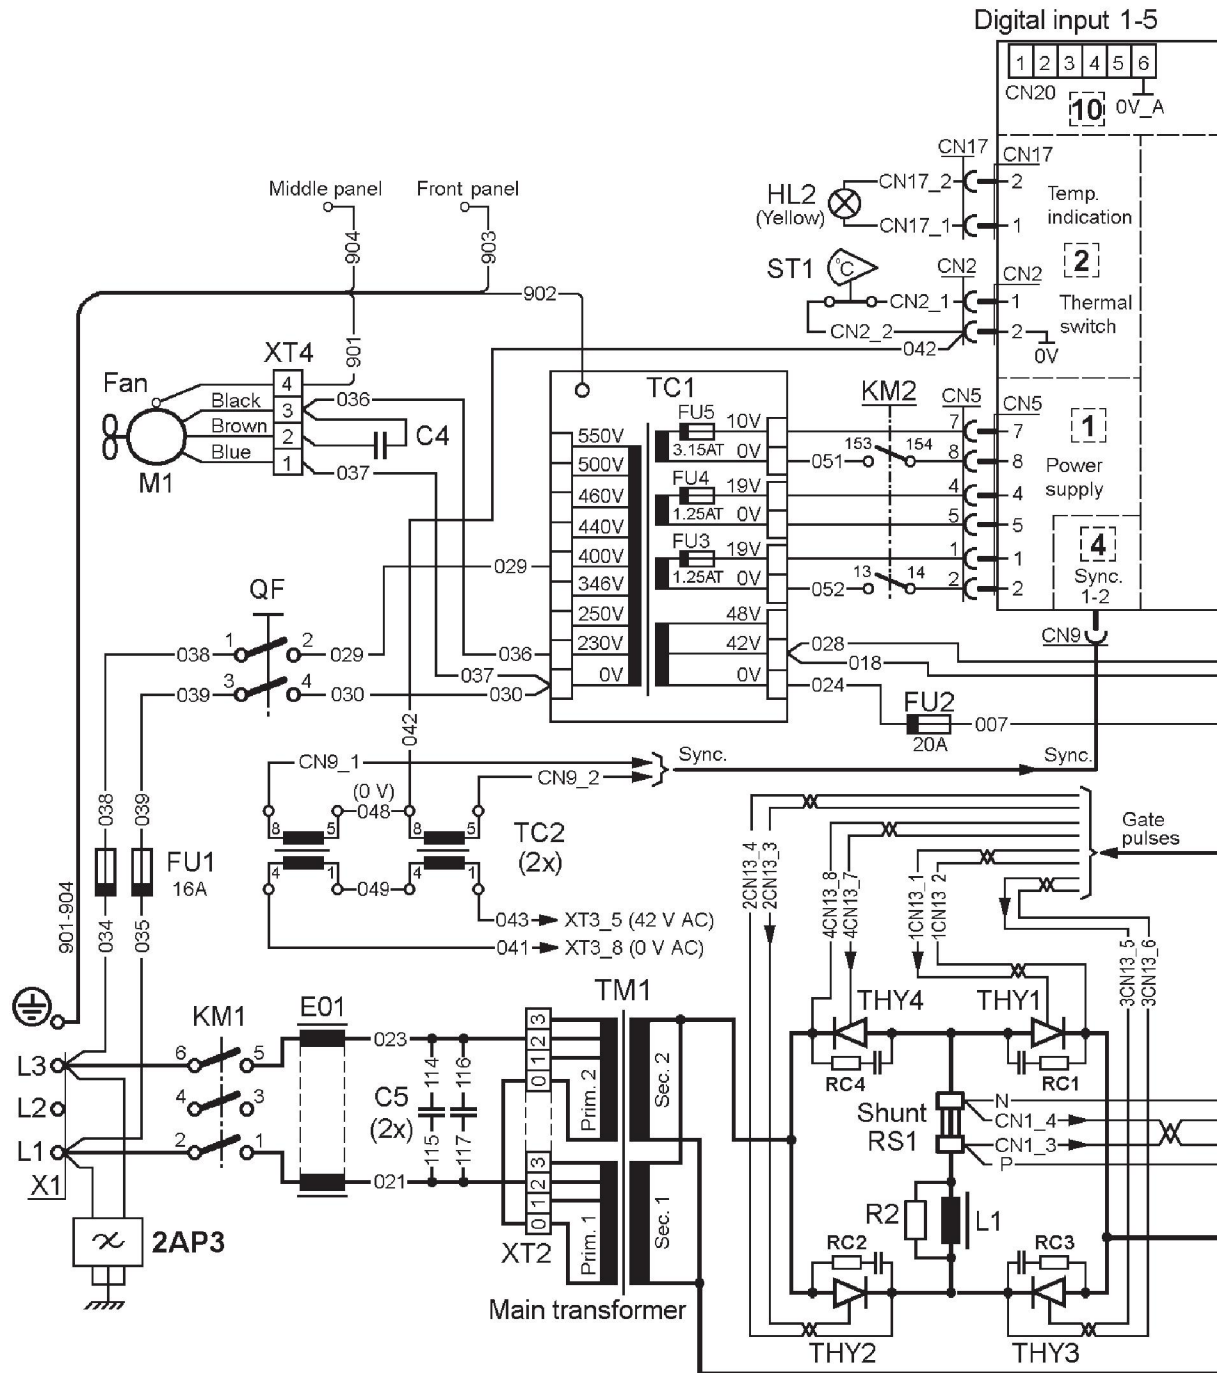 Digital input 1-5
1 2 3 4 5 6
CN20
10
0V_A
Middle panel
Front panel
904
903
902
901
HL2
(Yellow)
CN17_2
CN17_1
CN17
CN17
2
1
Temp.
indication
2
ST1
°C
CN2
CN2
CN2_1
CN2_2
042
1
2
0V
Thermal
switch
Fan
XT4
4
3
2
1
Black
Brown
Blue
M1
036
037
C4
TC1
550V
500V
460V
440V
400V
346V
250V
230V
0V
FU5
3.15AT
10V
0V
FU4
1.25AT
19V
0V
FU3
1.25AT
19V
0V
48V
42V
0V
KM2
153
154
051
13
14
052
CN5
CN5
7
8
4
5
1
2
7
8
4
5
1
2
1
Power
supply
4
Sync.
1-2
CN9
QF
1
2
3
4
038
029
029
039
030
036
037
030
028
018
024
FU2
20A
007
042
CN9_1
CN9_2
Sync.
Sync.
(0 V)
048
8
5
8
5
4
1
4
1
049
TC2
(2x)
043
XT3_5 (42 V AC)
041
XT3_8 (0 V AC)
038
039
FU1
16A
034
035
901-904
Gate
pulses
2CN13_4
2CN13_3
4CN13_8
4CN13_7
1CN13_1
1CN13_2
3CN13_5
3CN13_6
L3
L2
L1
X1
KM1
6
5
4
3
2
1
E01
023
021
114
116
115
117
C5
(2x)
2AP3
TM1
3
2
1
0
3
2
1
0
XT2
Prim. 2
Prim. 1
Sec. 2
Sec. 1
Main transformer
THY4
THY1
RC4
RC1
Shunt
RS1
N
CN1_4
CN1_3
P
R2
L1
RC2
RC3
THY2
THY3